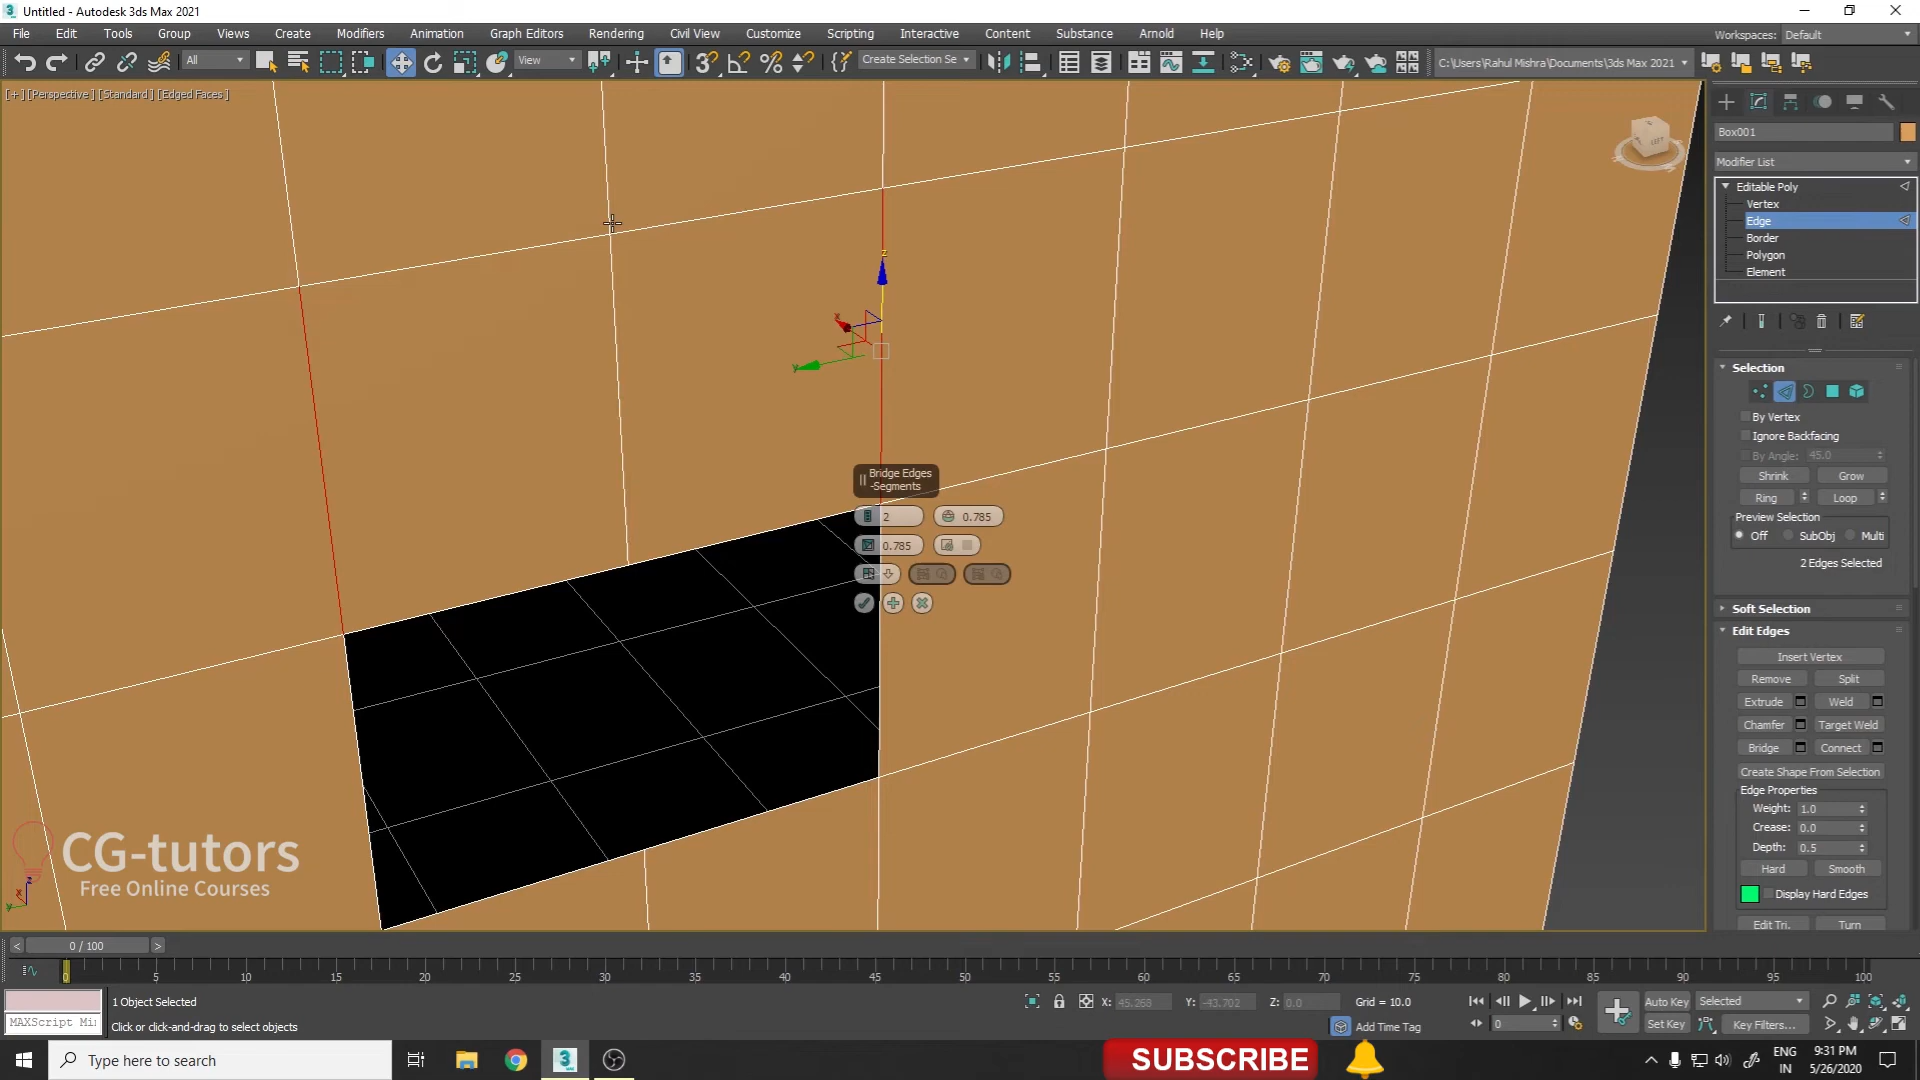 Untitled - Autodesk 3ds Max 2021
File Edit Tools Group Views Create Modifiers Animation Graph Editors Rendering Civil View Customize Scripting Interactive Content Substance Arnold Help
Workspaces: Default
All
View
Create Selection Se
C:\Users\Rahul Mishra\Documents\3ds Max 2021
[+] [Perspective] [Standard] [Edged Faces]
LEFT
Box001
Modifier List
Editable Poly
Vertex
Edge
Border
Polygon
Element
Selection
By Vertex
Ignore Backfacing
By Angle: 45.0
Shrink Grow
Ring Loop
Preview Selection
Off SubObj Multi
2 Edges Selected
Soft Selection
Edit Edges
Insert Vertex
Remove Split
Extrude Weld
Chamfer Target Weld
Bridge Connect
Create Shape From Selection
Edge Properties
Weight: 1.0
Crease: 0.0
Depth: 0.5
Hard Smooth
Display Hard Edges
Edit Tri. Turn
z
x
y
Bridge Edges
-Segments
2 0.785
0.785
CG-tutors
Free Online Courses
z
x
y
< 0 / 100 >
0 5 10 15 20 25 30 35 40 45 50 55 60 65 70 75 80 85 90 95 100
1 Object Selected
MAXScript Mi
Click or click-and-drag to select objects
X: 45.268 Y: -43.702 Z: 0.0 Grid = 10.0
Add Time Tag
0
Auto Key Selected
Set Key Key Filters...
Type here to search
SUBSCRIBE
ENG
IN
9:31 PM
5/26/2020